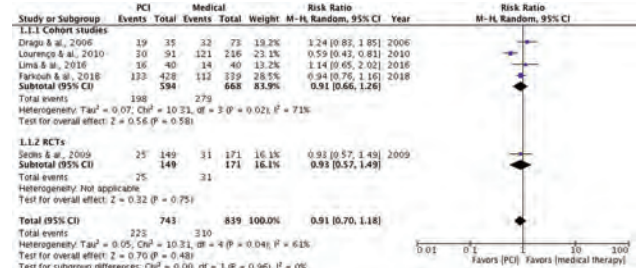 PCI Medical Risk Ratio Risk Ratio
Study or Subgroup Events Total Events Total Weight M-H, Random, 95% CI Year M-H, Random, 95% CI
1.1.1 Cohort studies
Dragu et al., 2006 19 35 32 73 19.2% 1.24 [0.83, 1.85] 2006
Lourenço et al., 2010 30 91 121 216 20.1% 0.59 [0.43, 0.81] 2010
Lima et al., 2016 16 40 14 40 1.14 [0.65, 2.02] 2016
Farkouh et al., 2018 133 428 112 339 28.5% 0.94 [0.76, 1.16] 2018
Subtotal (95% CI) 594 668 83.9% 0.91 [0.66, 1.26]
Total events 198 279
Heterogeneity: Tau² = 0.07; Chi² = 10.31, df = 3 (P = 0.02); I² = 71%
Test for overall effect: Z = 0.56 (P = 0.58)
1.1.2 RCTs
et al., 2009 25 149 31 171 16.1% 0.93 [0.57, 1.49] 2009
Subtotal (95% CI) 149 171 16.1% 0.93 [0.57, 1.49]
Total events 25 31
Heterogeneity: Not applicable
Test for overall effect: Z = 0.32 (P = 0.75)
Total (95% CI) 743 839 100.0% 0.91 [0.70, 1.18]
Total events 223 310
Heterogeneity: Tau² = 0.05; Chi² = 10.31, df = 4 (P = 0.04); I² = 61%
Test for overall effect: Z = 0.70 (P = 0.48)
Test for subgroup differences: Chi² = 0.00, df = 1 (P = 0.96), I² = 0%
0.01 0.1 1 10 100
Favors [PCI] Favors [medical therapy]